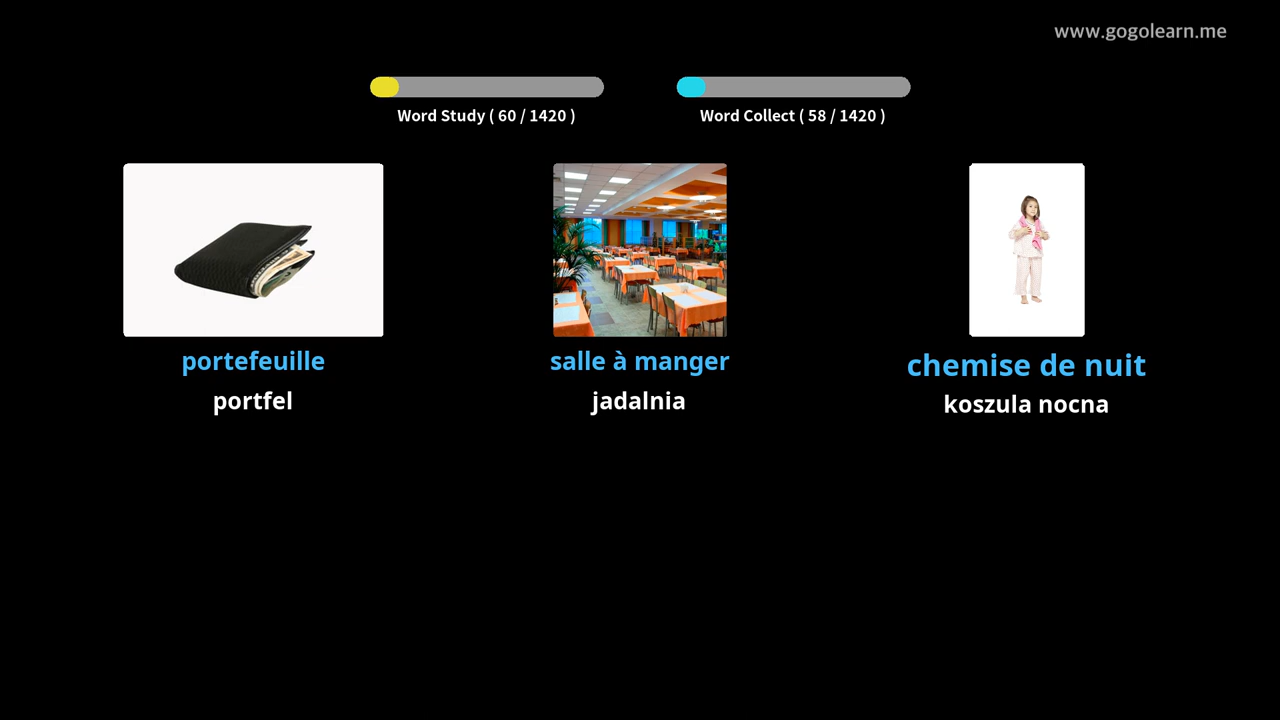 www.gogolearn.me
Word Study ( 60 / 1420 )
Word Collect ( 58 / 1420 )
portefeuille
salle à manger
chemise de nuit
portfel
jadalnia
koszula nocna